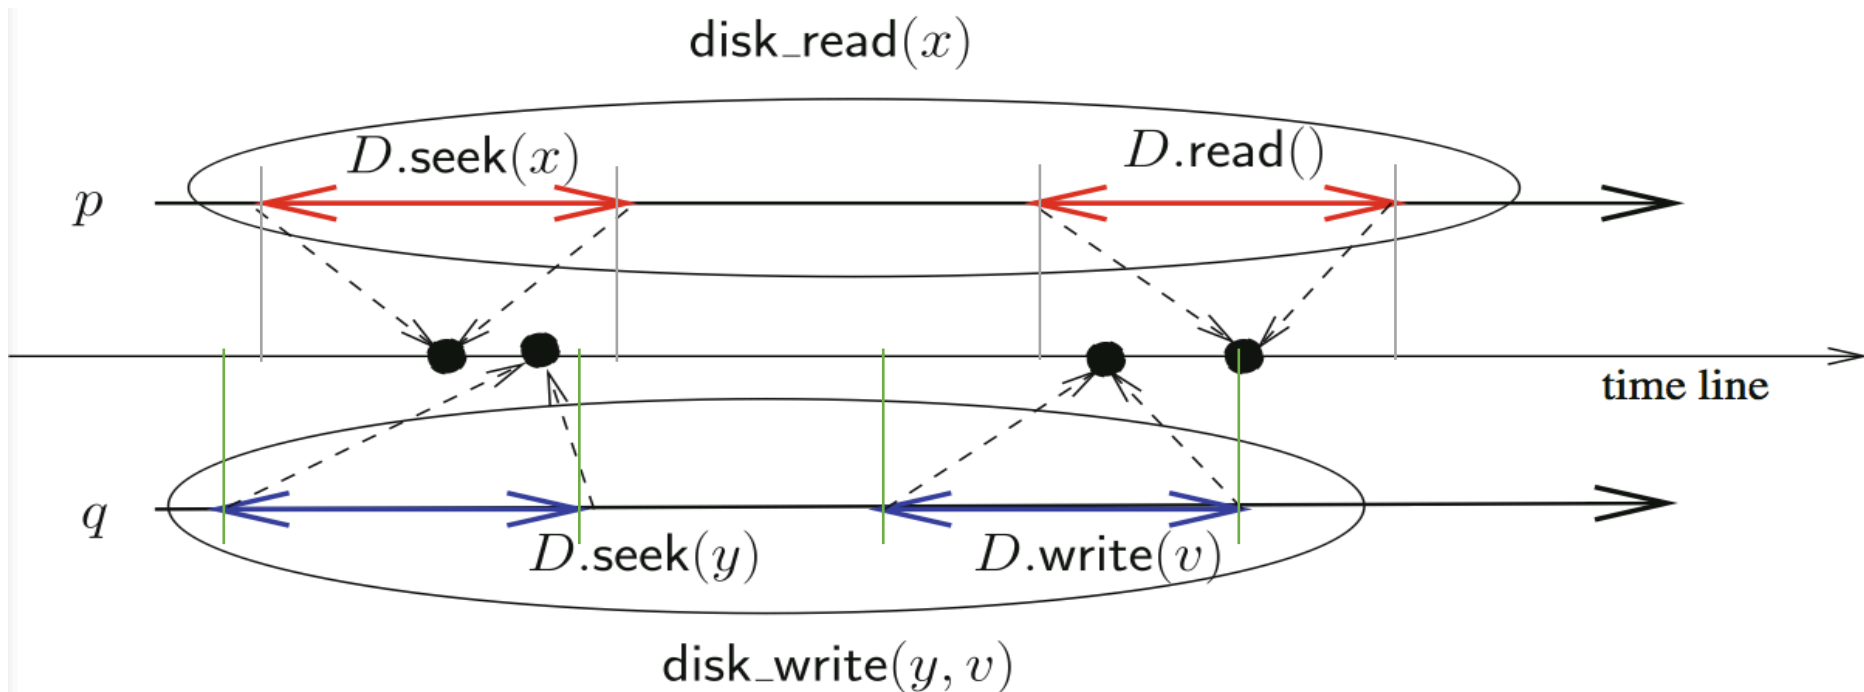 disk_read(x)
D.seek(x)
D.read()
p
time line
q
D.seek(y)
D.write(v)
disk_write(y, v)